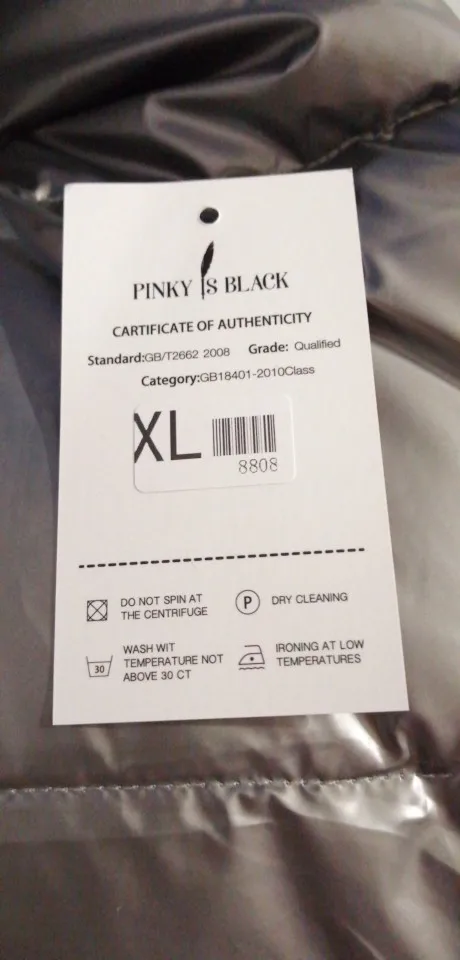 PINKY IS BLACK
CARTIFICATE OF AUTHENTICITY
Standard:GB/T2662 2008 Grade: Qualified
Category:GB18401-2010Class
XL
8808
DO NOT SPIN AT
THE CENTRIFUGE
P
DRY CLEANING
30
WASH WIT
TEMPERATURE NOT
ABOVE 30 CT
IRONING AT LOW
TEMPERATURES